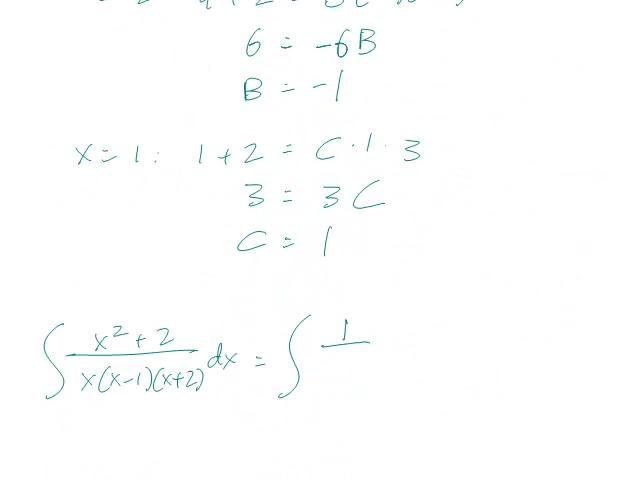 6 = -6B
B = -1
x = 1: 1 + 2 = C · 1 · 3
3 = 3C
C = 1
∫ (x² + 2)/(x(x-1)(x+2)) dx = ∫ 1/